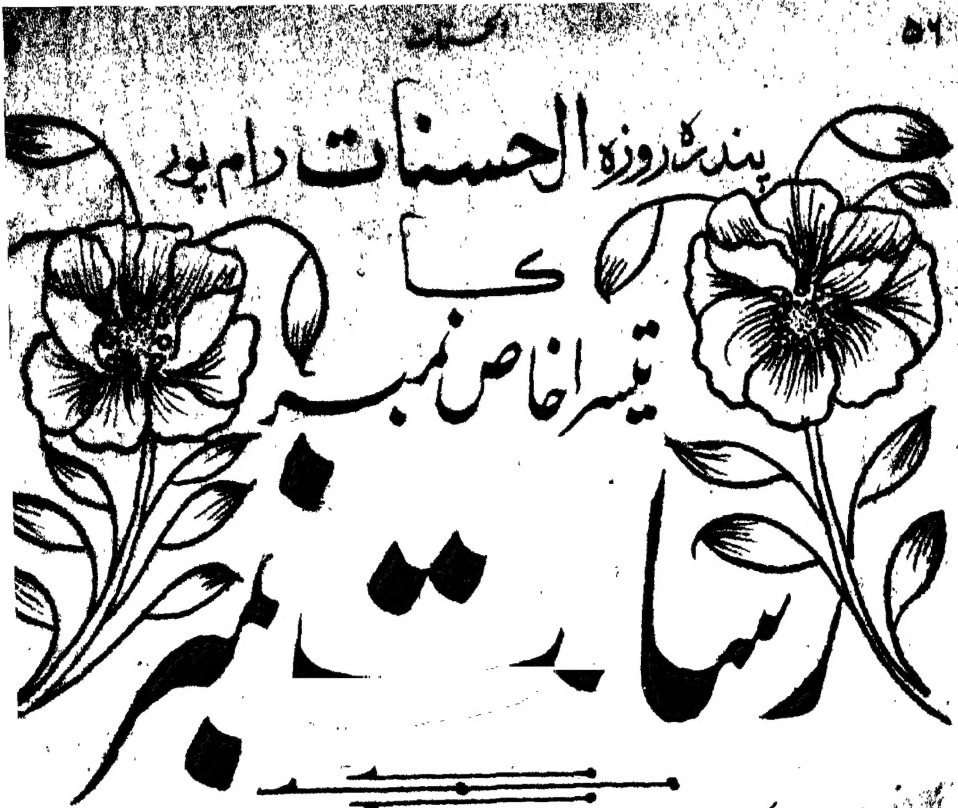 ۵۶
پندرہ روزہ الحسنات رام پور
کا
تیسرا خاص نمبر
رسالت نمبر